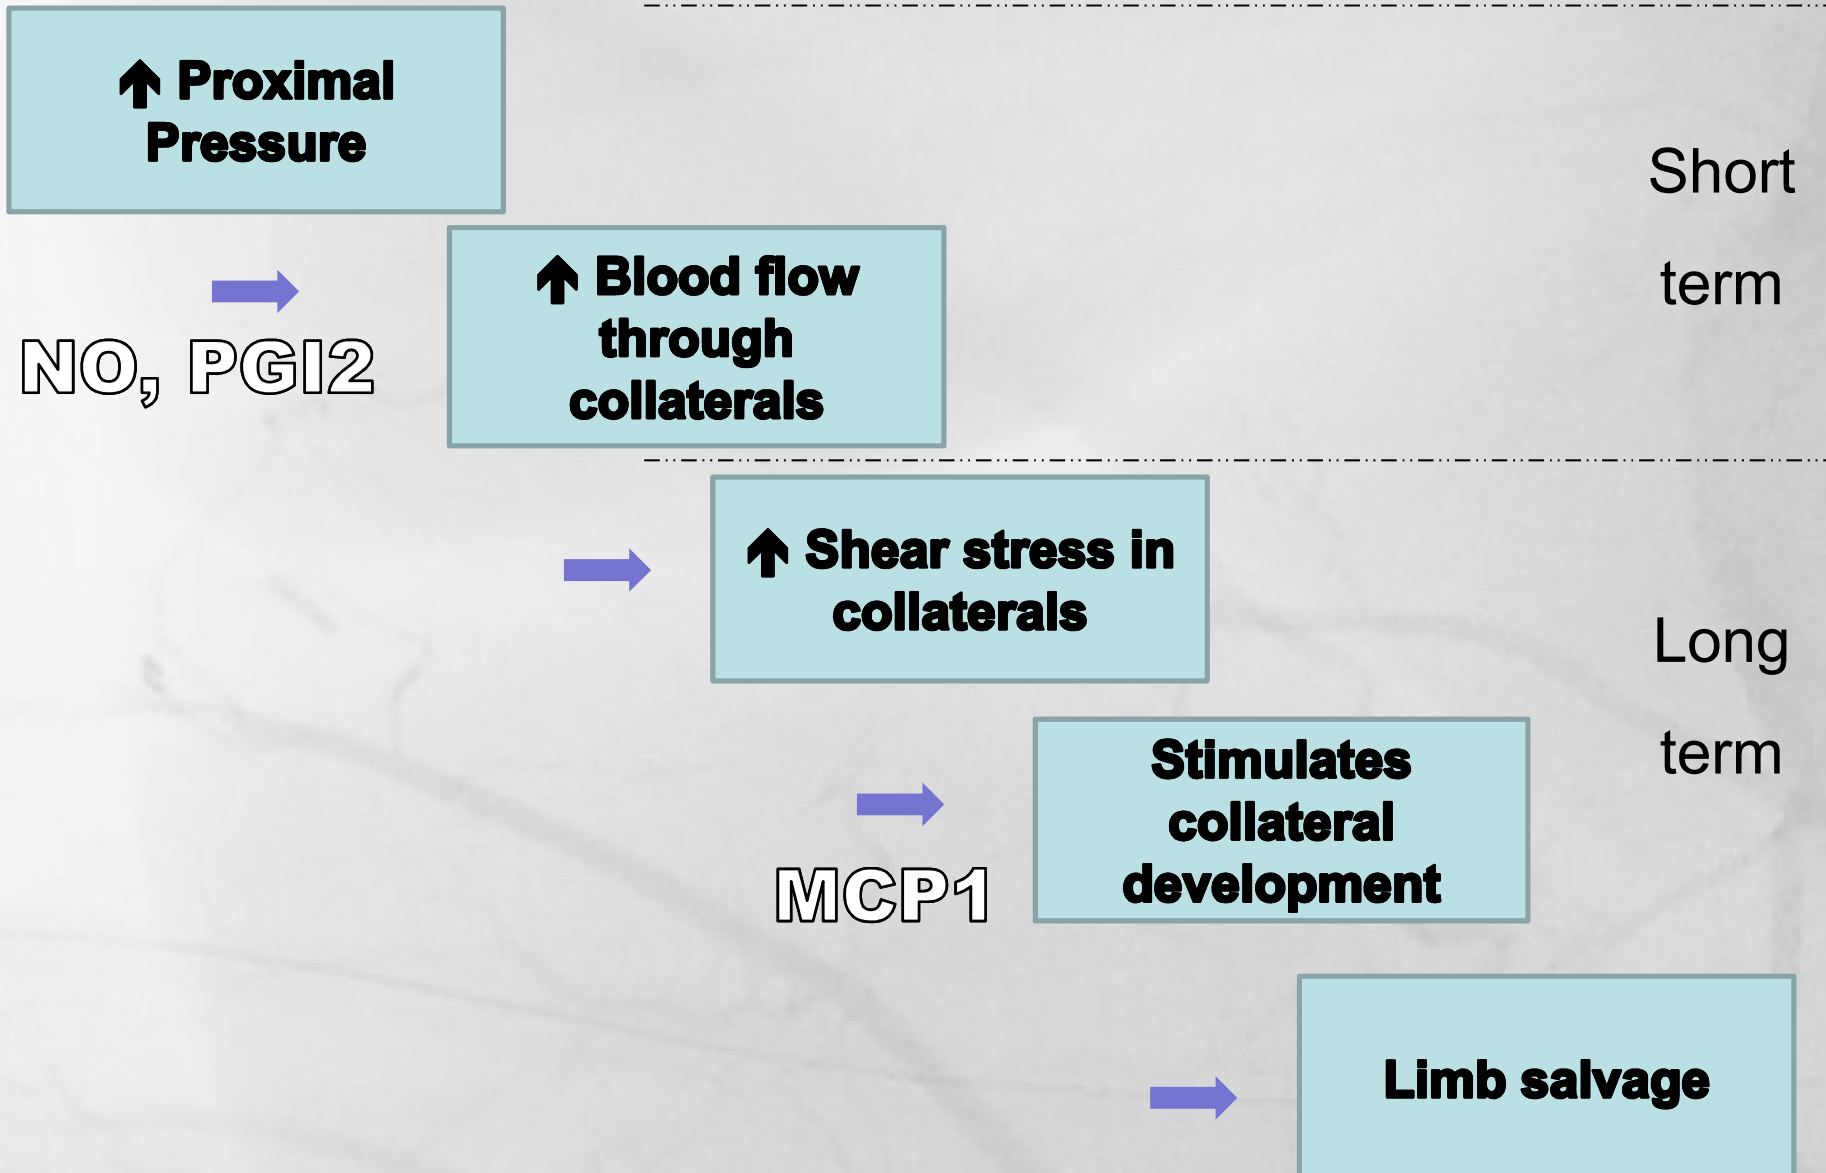 ↑ Proximal
Pressure
Short
term
NO, PGI2
↑ Blood flow
through
collaterals
↑ Shear stress in
collaterals
Long
term
MCP1
Stimulates
collateral
development
Limb salvage